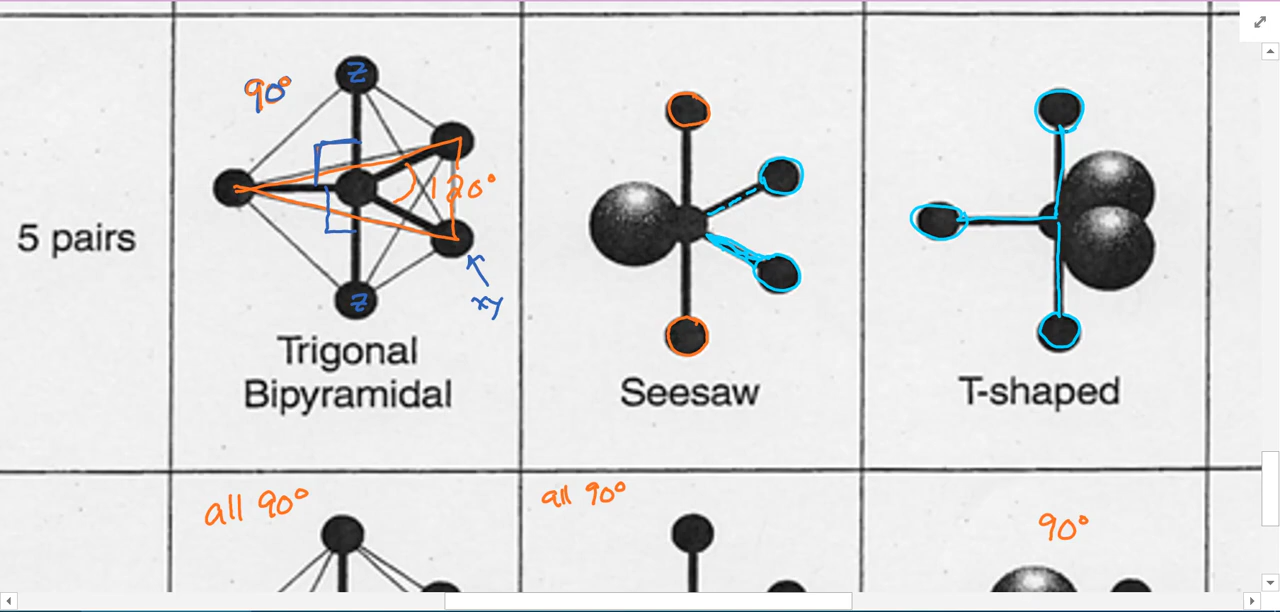 90°
z
120°
z
xy
5 pairs
Trigonal
Bipyramidal
Seesaw
T-shaped
all 90°
all 90°
90°